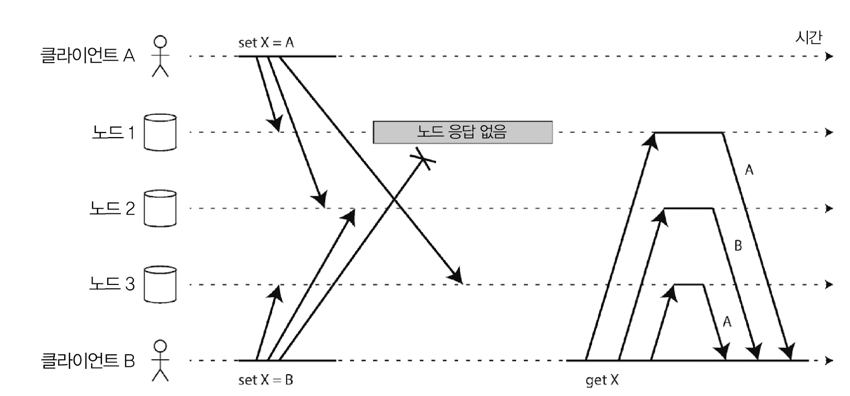 시간
클라이언트 A
set X = A
노드 1
노드 응답 없음
A
노드 2
B
노드 3
A
클라이언트 B
set X = B
get X